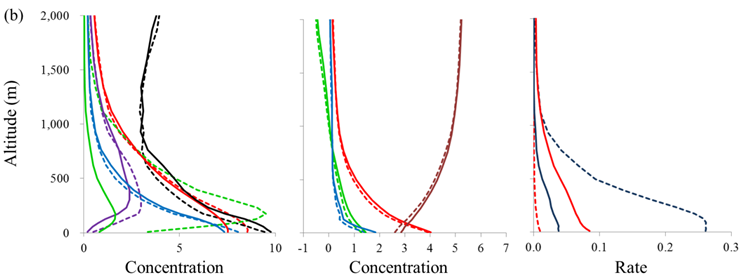 (b)
Altitude (m)
2,000
1,500
1,000
500
0
0 5 10
Concentration
-1 0 1 2 3 4 5 6 7
Concentration
0.0 0.1 0.2 0.3
Rate